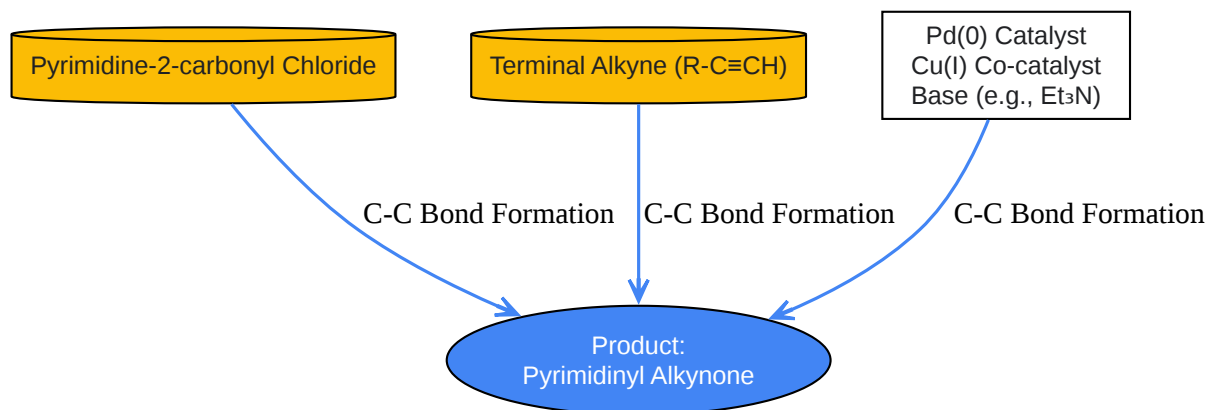 Pyrimidine-2-carbonyl Chloride
Terminal Alkyne (R-C≡CH)
Pd(0) Catalyst
Cu(I) Co-catalyst
Base (e.g., Et₃N)
C-C Bond Formation
C-C Bond Formation
C-C Bond Formation
Product:
Pyrimidinyl Alkynone